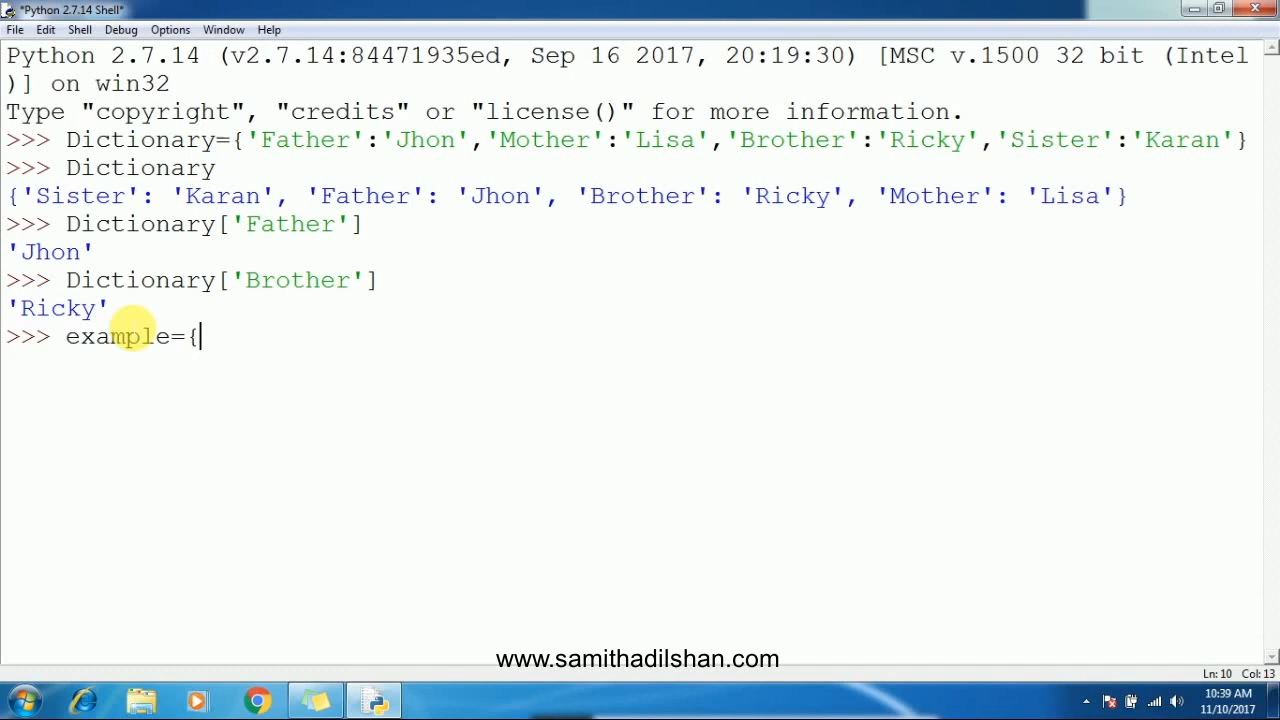 *Python 2.7.14 Shell*
File Edit Shell Debug Options Window Help
Python 2.7.14 (v2.7.14:84471935ed, Sep 16 2017, 20:19:30) [MSC v.1500 32 bit (Intel
)] on win32
Type "copyright", "credits" or "license()" for more information.
>>> Dictionary={'Father':'Jhon','Mother':'Lisa','Brother':'Ricky','Sister':'Karan'}
>>> Dictionary
{'Sister': 'Karan', 'Father': 'Jhon', 'Brother': 'Ricky', 'Mother': 'Lisa'}
>>> Dictionary['Father']
'Jhon'
>>> Dictionary['Brother']
'Ricky'
>>> example={
www.samithadilshan.com
Ln: 10 Col: 13
10:39 AM
11/10/2017